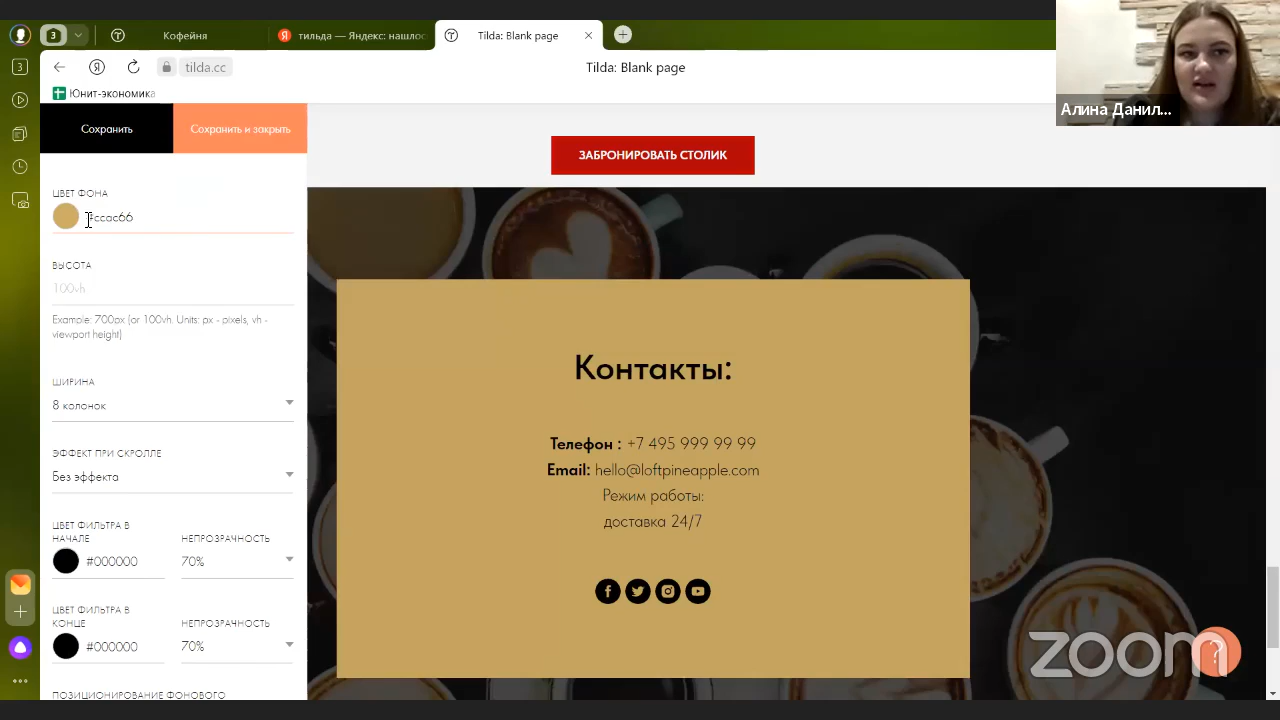 3
Кофейня
тильда — Яндекс: нашлос
Tilda: Blank page
3
tilda.cc
Tilda: Blank page
Юнит-экономика
Алина Данил...
Сохранить
Сохранить и закрыть
ЗАБРОНИРОВАТЬ СТОЛИК
ЦВЕТ ФОНА
ccac66
ВЫСОТА
100vh
Example: 700px (or 100vh. Units: px - pixels, vh -
viewport height)
ШИРИНА
8 колонок
ЭФФЕКТ ПРИ СКРОЛЛЕ
Без эффекта
ЦВЕТ ФИЛЬТРА В
НАЧАЛЕ
НЕПРОЗРАЧНОСТЬ
#000000
70%
ЦВЕТ ФИЛЬТРА В
КОНЦЕ
НЕПРОЗРАЧНОСТЬ
#000000
70%
ПОЗИЦИОНИРОВАНИЕ ФОНОВОГО
Контакты:
Телефон : +7 495 999 99 99
Email: hello@loftpineapple.com
Режим работы:
доставка 24/7
zoom
?